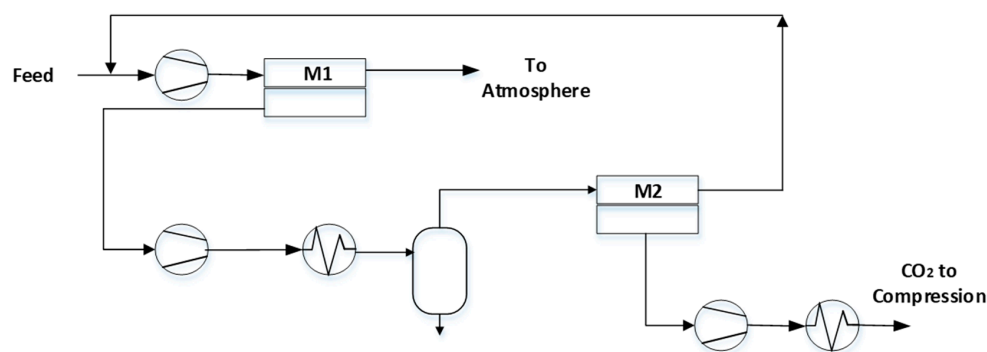 Feed
M1
To
Atmosphere
M2
CO₂ to
Compression